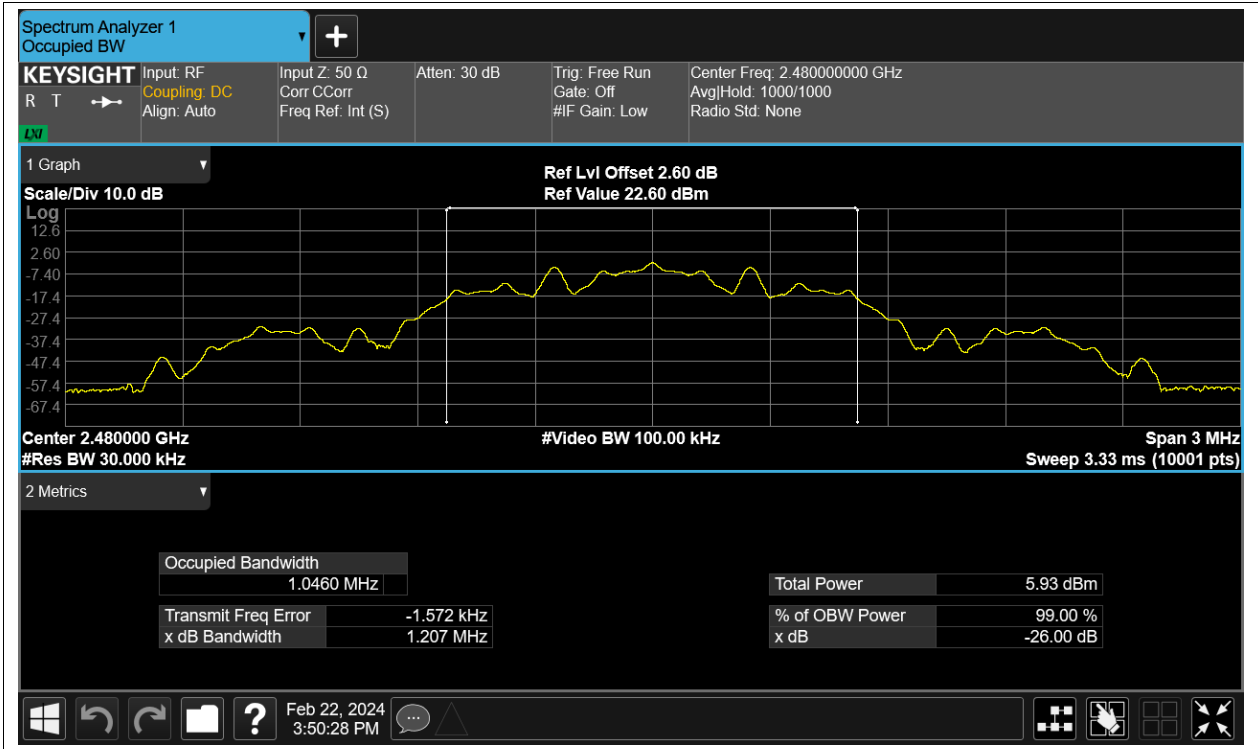 Spectrum Analyzer 1
Occupied BW
KEYSIGHT
R T
LXI
Input: RF
Coupling: DC
Align: Auto
Input Z: 50 Ω
Corr CCorr
Freq Ref: Int (S)
Atten: 30 dB
Trig: Free Run
Gate: Off
#IF Gain: Low
Center Freq: 2.480000000 GHz
Avg|Hold: 1000/1000
Radio Std: None
1 Graph
Scale/Div 10.0 dB
Ref Lvl Offset 2.60 dB
Ref Value 22.60 dBm
Log
12.6
2.60
-7.40
-17.4
-27.4
-37.4
-47.4
-57.4
-67.4
Center 2.480000 GHz
#Res BW 30.000 kHz
#Video BW 100.00 kHz
Span 3 MHz
Sweep 3.33 ms (10001 pts)
2 Metrics
Occupied Bandwidth
1.0460 MHz
Transmit Freq Error -1.572 kHz
x dB Bandwidth 1.207 MHz
Total Power 5.93 dBm
% of OBW Power 99.00 %
x dB -26.00 dB
?
Feb 22, 2024
3:50:28 PM